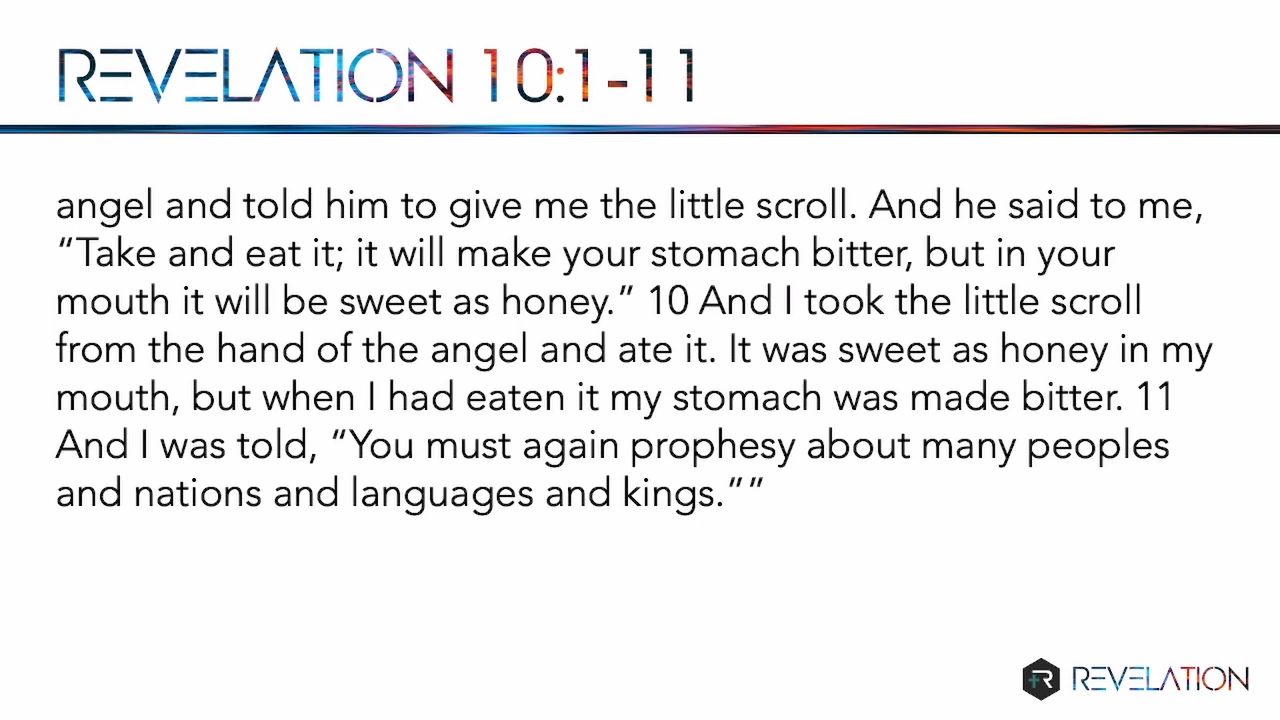 REVELATION 10:1-11
angel and told him to give me the little scroll. And he said to me,
“Take and eat it; it will make your stomach bitter, but in your
mouth it will be sweet as honey.” 10 And I took the little scroll
from the hand of the angel and ate it. It was sweet as honey in my
mouth, but when I had eaten it my stomach was made bitter. 11
And I was told, “You must again prophesy about many peoples
and nations and languages and kings.””
R REVELATION